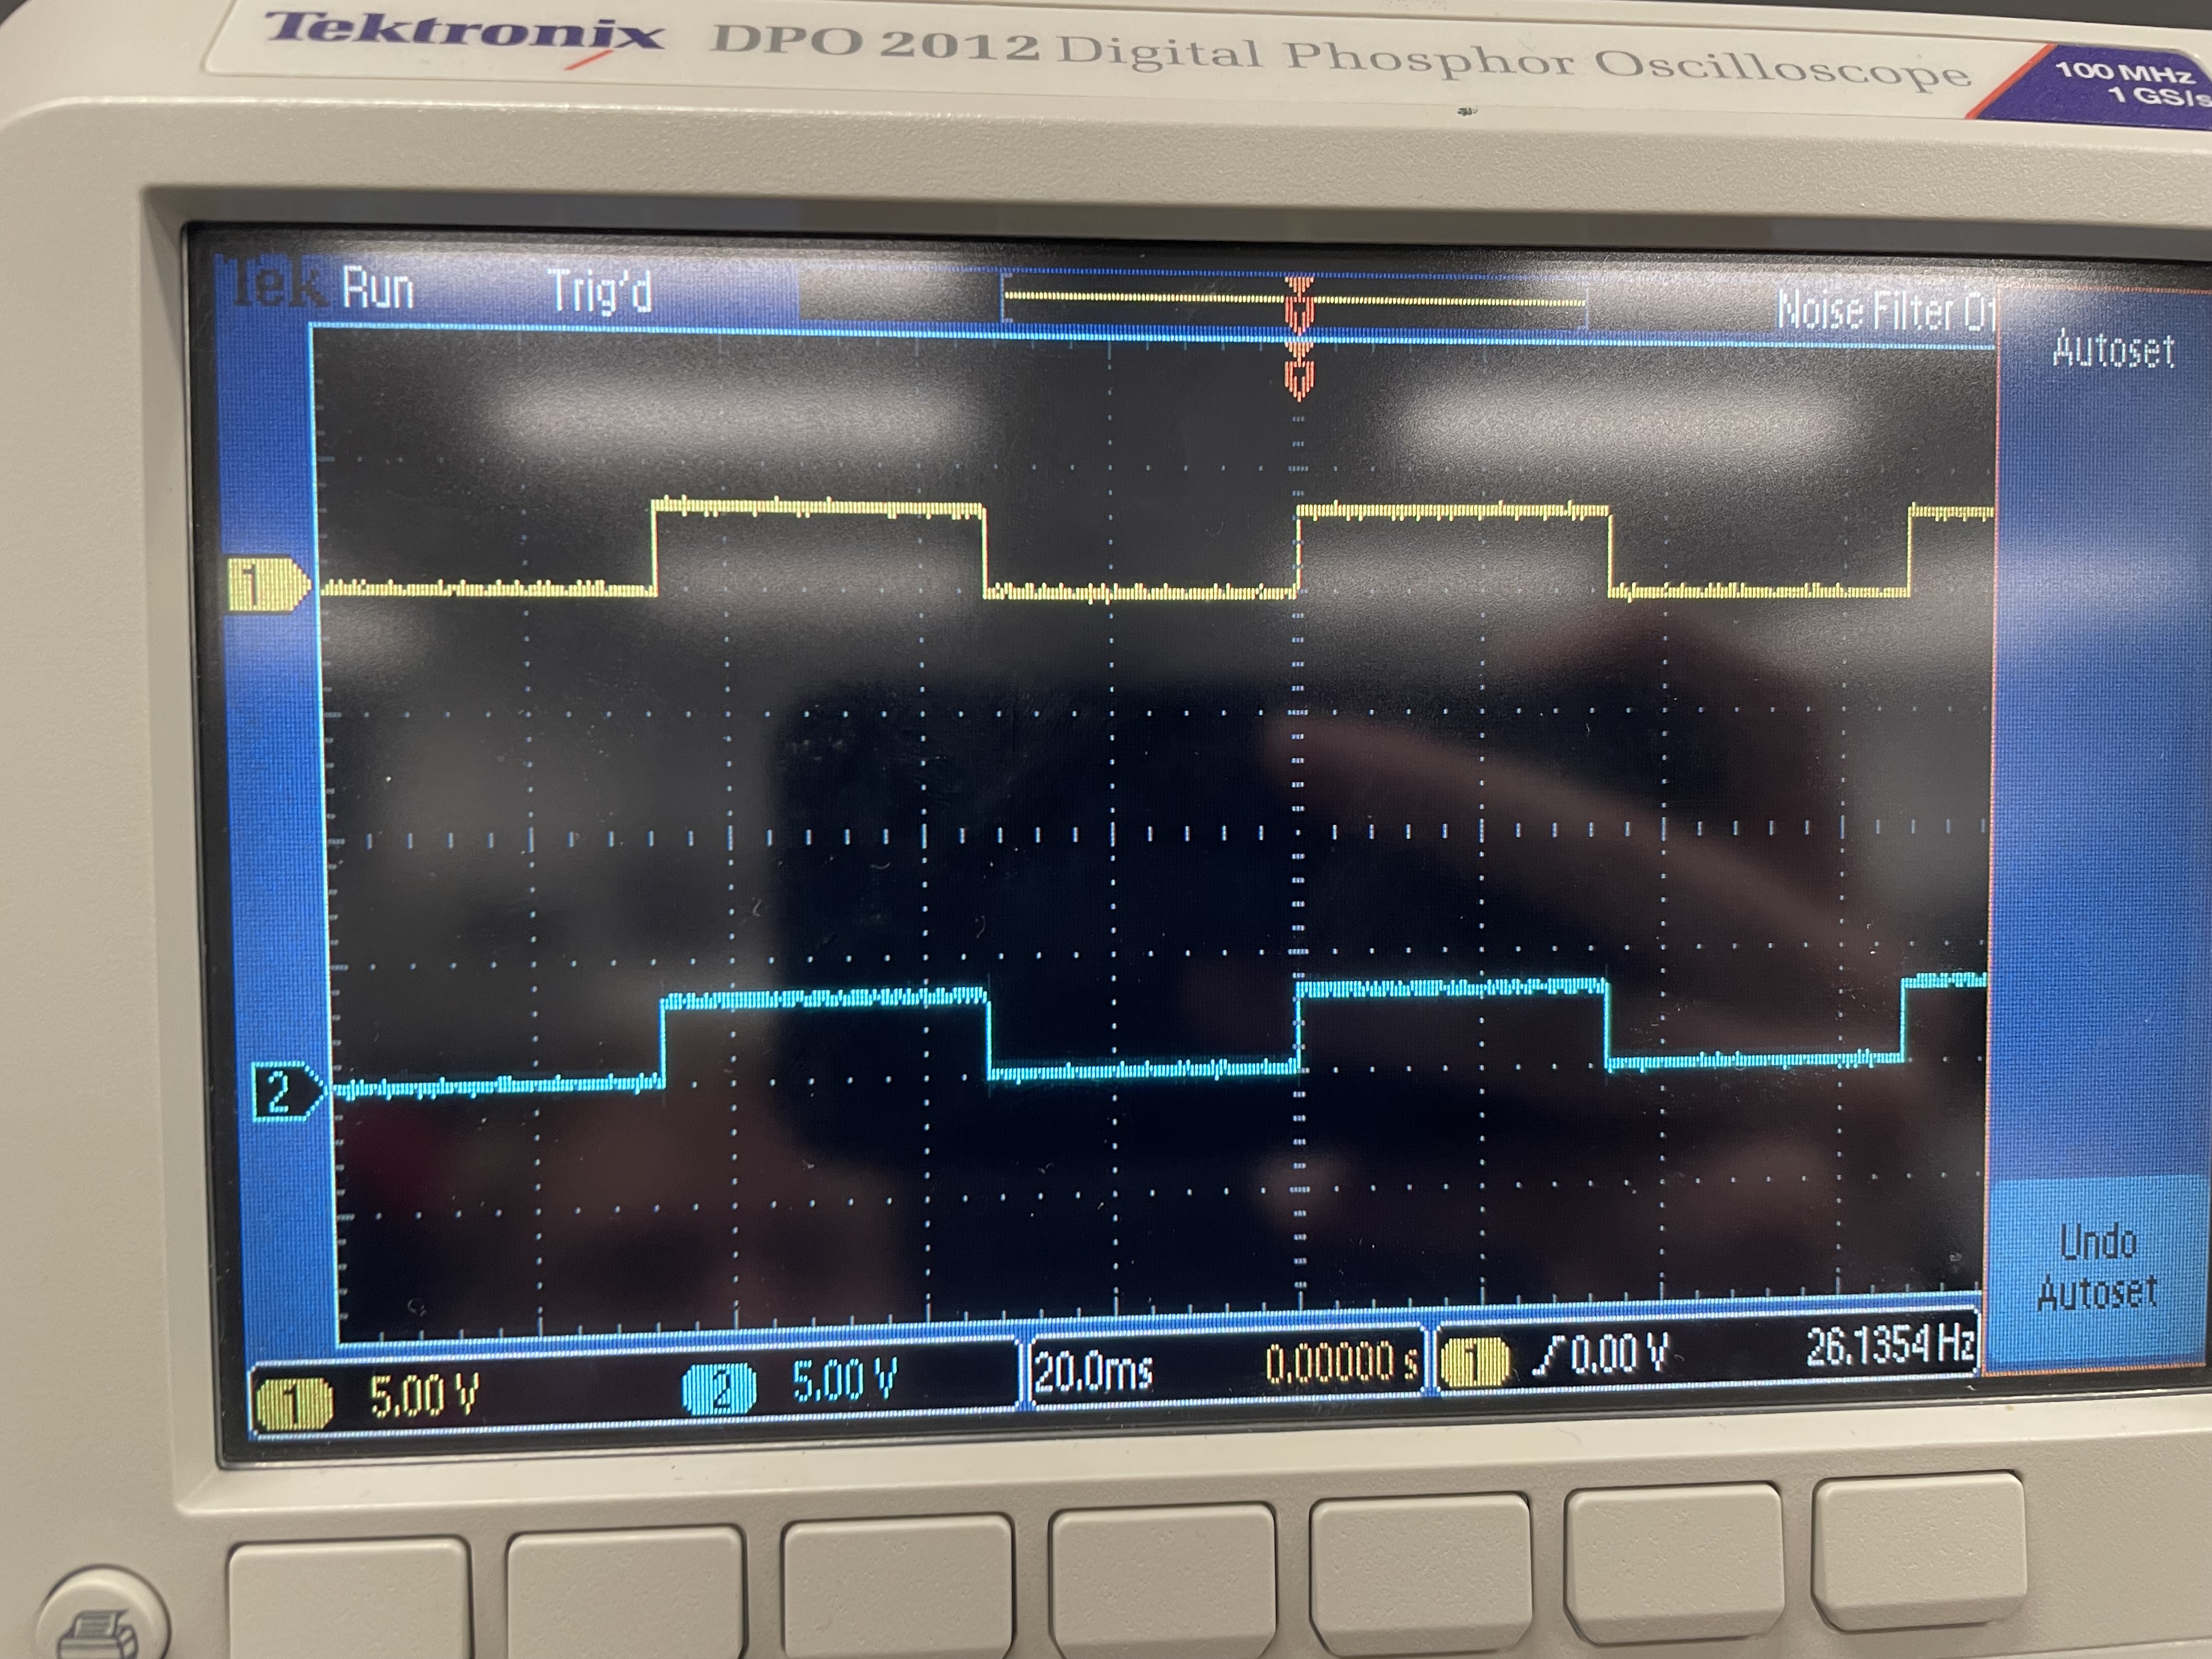 Tektronix DPO 2012 Digital Phosphor Oscilloscope
100 MHz
1 GS/s
Tek Run Trig'd Noise Filter
Autoset
1
2
Undo
Autoset
1 5.00 V 2 5.00 V 20.0ms 0.00000 s 1 0.00 V 26.1354 Hz